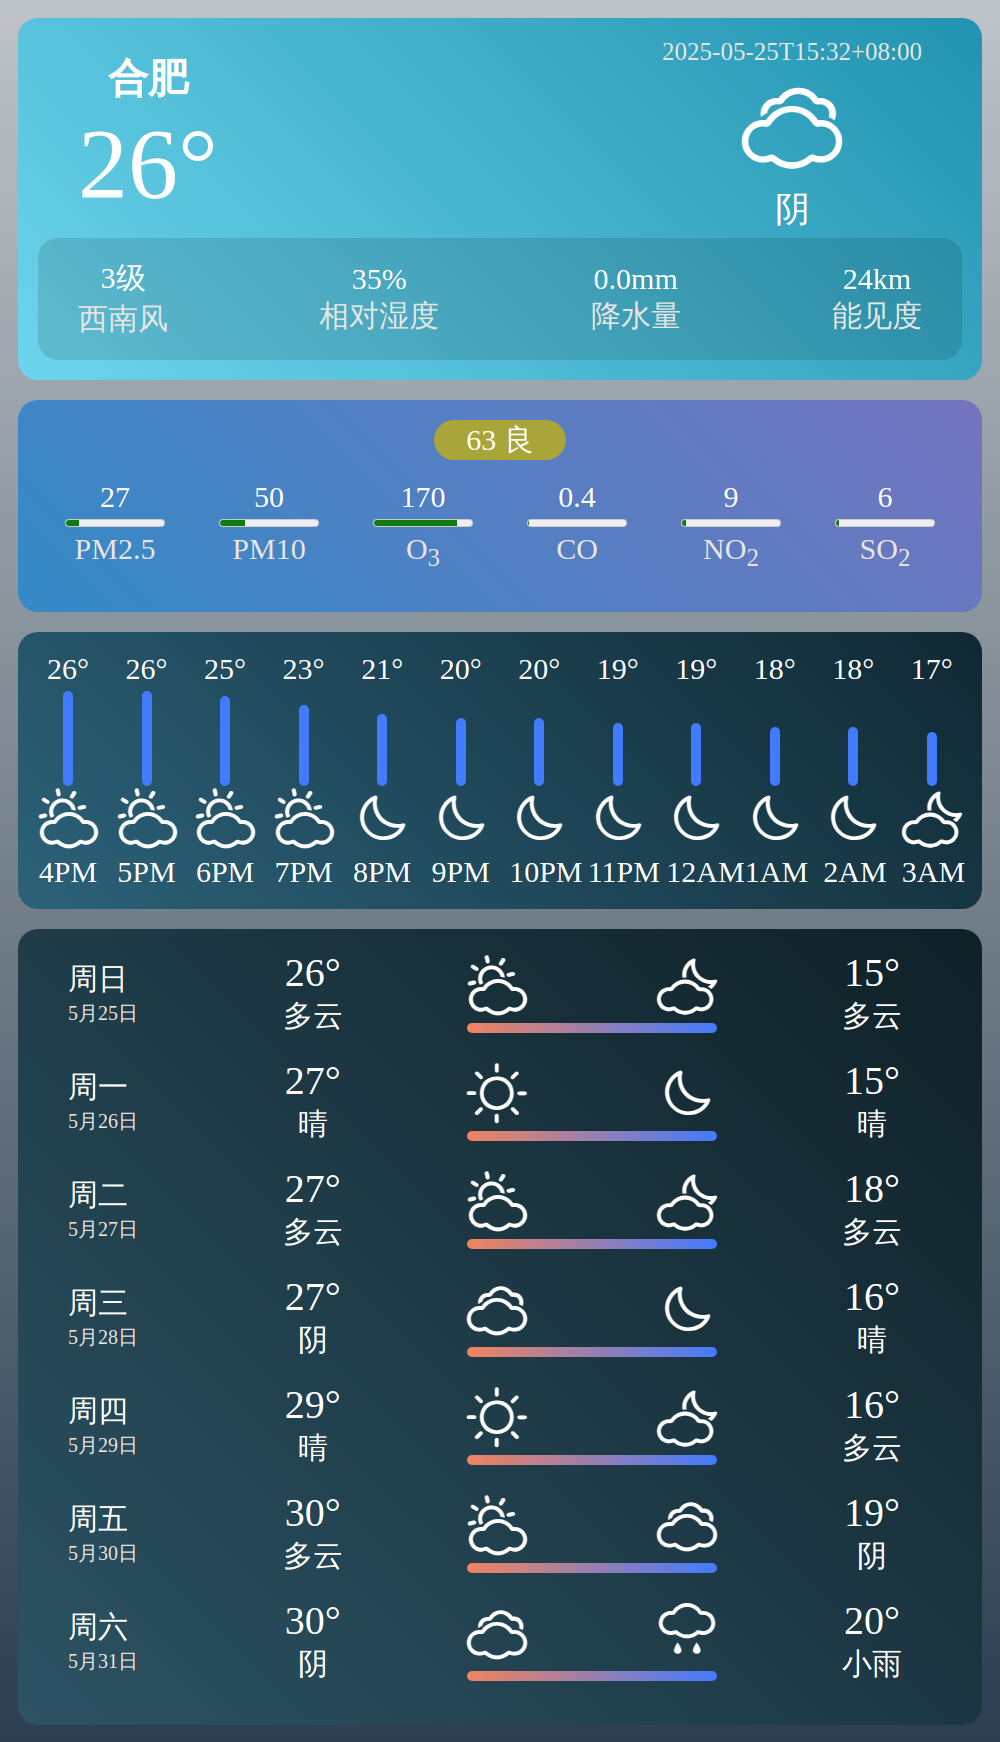 合肥
26°
2025-05-25T15:32+08:00
阴
3级 35% 0.0mm 24km
西南风 相对湿度 降水量 能见度
63 良
27 50 170 0.4 9 6
PM2.5 PM10 O3 CO NO2 SO2
26° 26° 25° 23° 21° 20° 20° 19° 19° 18° 18° 17°
4PM 5PM 6PM 7PM 8PM 9PM 10PM 11PM 12AM 1AM 2AM 3AM
周日 26° 15°
5月25日 多云 多云
周一 27° 15°
5月26日 晴 晴
周二 27° 18°
5月27日 多云 多云
周三 27° 16°
5月28日 阴 晴
周四 29° 16°
5月29日 晴 多云
周五 30° 19°
5月30日 多云 阴
周六 30° 20°
5月31日 阴 小雨